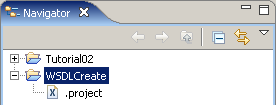 Navigator
Tutorial02
WSDLCreate
.project